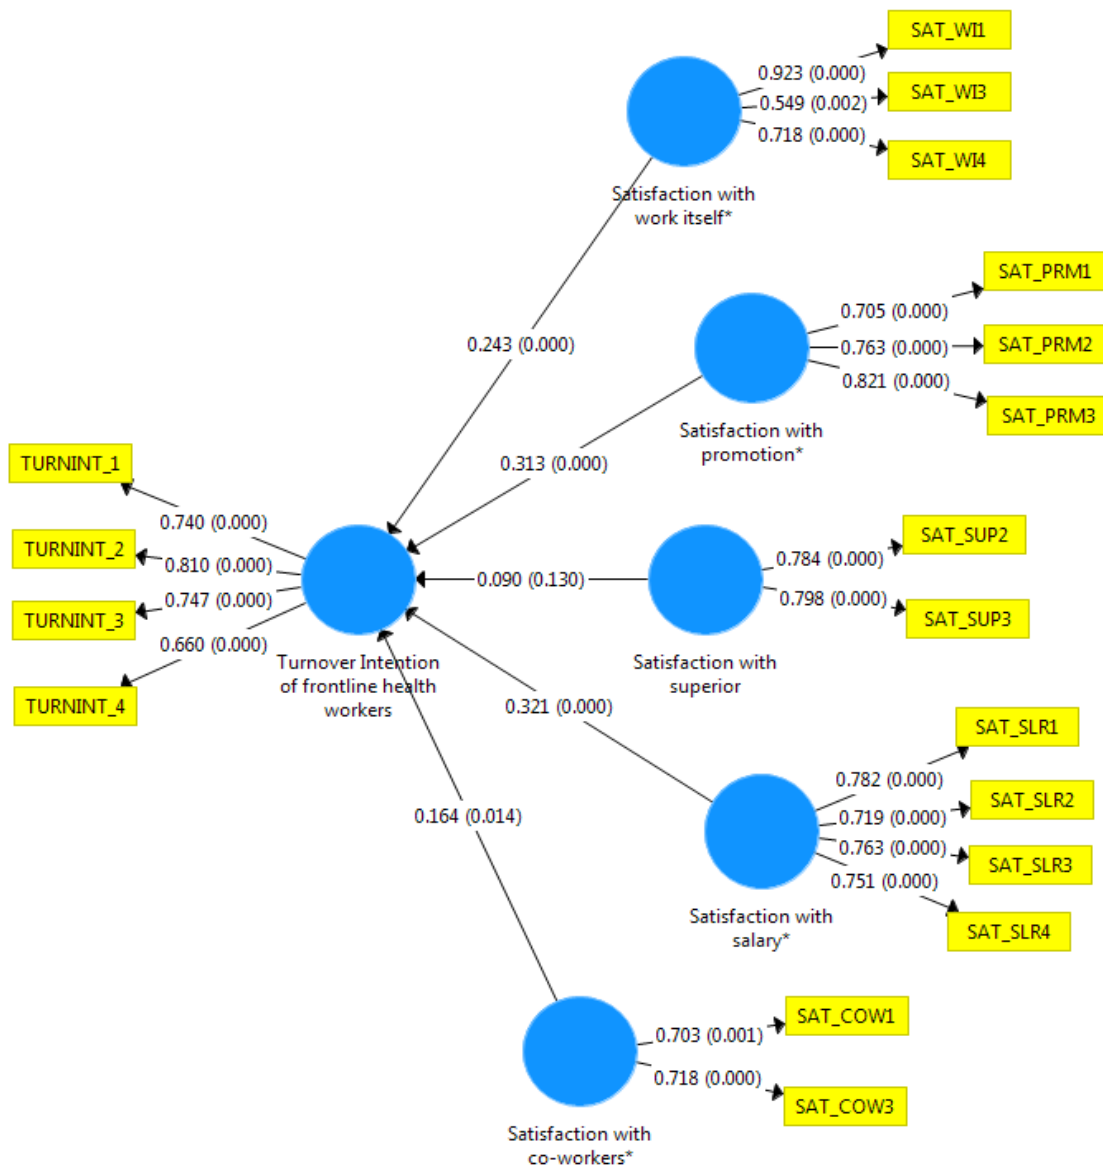 SAT_WI1
0.923 (0.000)
SAT_WI3
0.549 (0.002)
0.718 (0.000)
SAT_WI4
Satisfaction with
work itself*
SAT_PRM1
0.705 (0.000)
0.243 (0.000)
0.763 (0.000)
SAT_PRM2
0.821 (0.000)
SAT_PRM3
Satisfaction with
promotion*
TURNINT_1
0.313 (0.000)
0.740 (0.000)
SAT_SUP2
TURNINT_2
0.784 (0.000)
0.810 (0.000)
0.090 (0.130)
0.747 (0.000)
0.798 (0.000)
TURNINT_3
SAT_SUP3
0.660 (0.000)
Turnover Intention
of frontline health
workers
Satisfaction with
superior
TURNINT_4
0.321 (0.000)
SAT_SLR1
0.782 (0.000)
SAT_SLR2
0.719 (0.000)
0.164 (0.014)
0.763 (0.000)
SAT_SLR3
0.751 (0.000)
Satisfaction with
salary*
SAT_SLR4
SAT_COW1
0.703 (0.001)
0.718 (0.000)
SAT_COW3
Satisfaction with
co-workers*